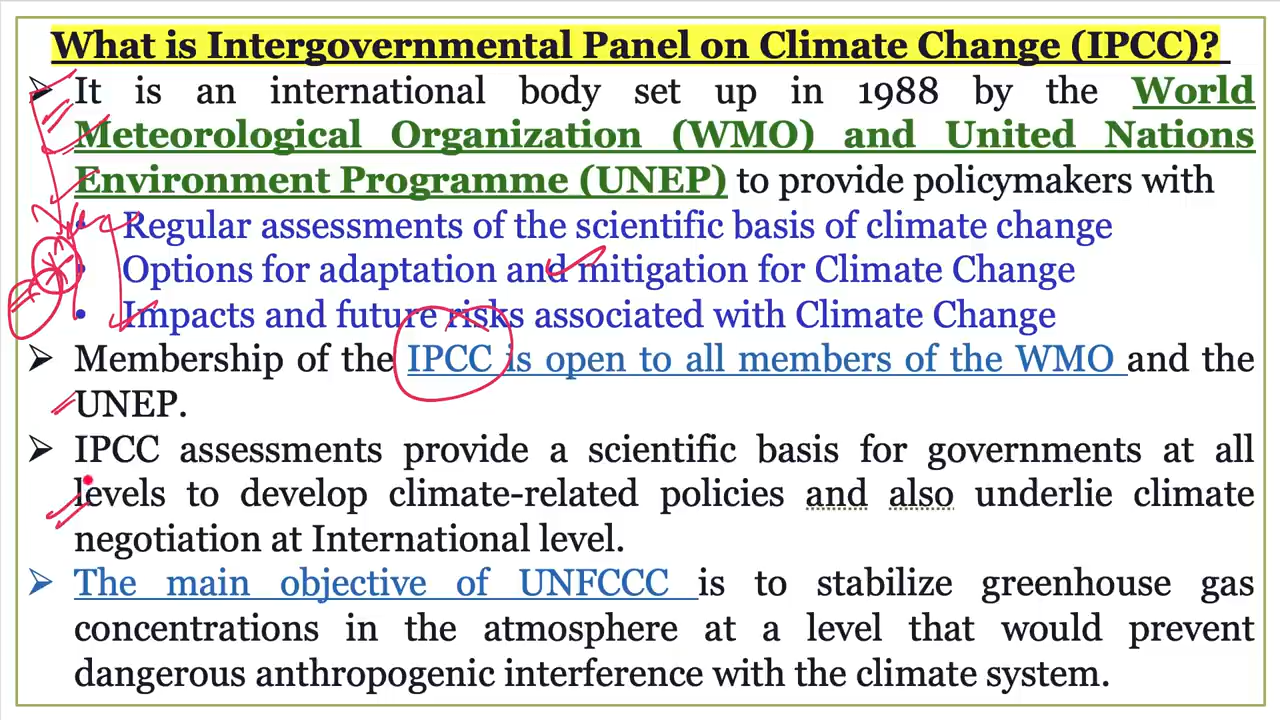 What is Intergovernmental Panel on Climate Change (IPCC)?
➢ It is an international body set up in 1988 by the World
Meteorological Organization (WMO) and United Nations
Environment Programme (UNEP) to provide policymakers with
• Regular assessments of the scientific basis of climate change
• Options for adaptation and mitigation for Climate Change
• Impacts and future risks associated with Climate Change
➢ Membership of the IPCC is open to all members of the WMO and the
UNEP.
➢ IPCC assessments provide a scientific basis for governments at all
levels to develop climate-related policies and also underlie climate
negotiation at International level.
➢ The main objective of UNFCCC is to stabilize greenhouse gas
concentrations in the atmosphere at a level that would prevent
dangerous anthropogenic interference with the climate system.